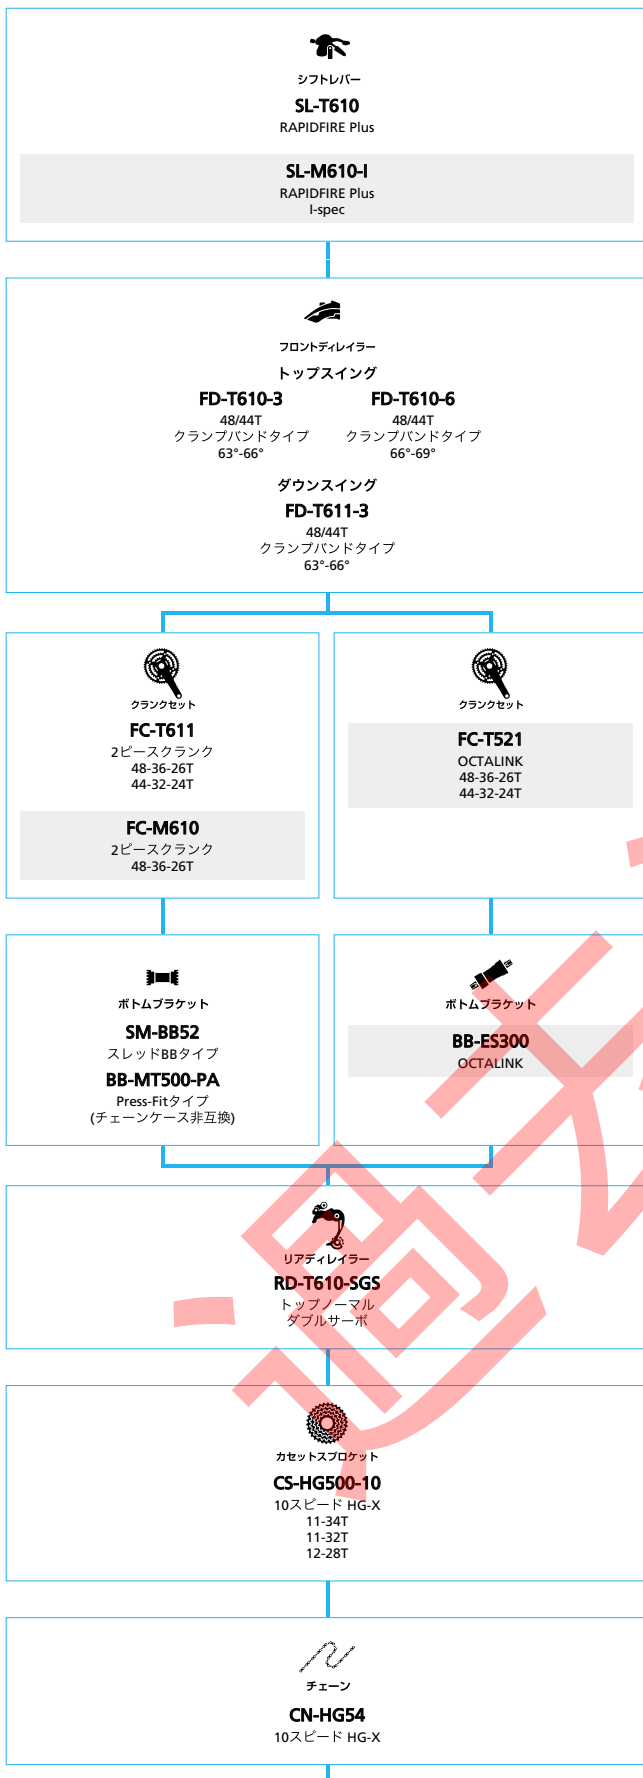 シフトレバー
SL-T610
RAPIDFIRE Plus
SL-M610-I
RAPIDFIRE Plus
I-spec
フロントディレイラー
トップスイング
FD-T610-3
48/44T
クランプバンドタイプ
63°-66°
FD-T610-6
48/44T
クランプバンドタイプ
66°-69°
ダウンスイング
FD-T611-3
48/44T
クランプバンドタイプ
63°-66°
クランクセット
FC-T611
2ピースクランク
48-36-26T
44-32-24T
FC-M610
2ピースクランク
48-36-26T
クランクセット
FC-T521
OCTALINK
48-36-26T
44-32-24T
ボトムブラケット
SM-BB52
スレッドBBタイプ
BB-MT500-PA
Press-Fitタイプ
(チェーンケース非互換)
ボトムブラケット
BB-ES300
OCTALINK
リアディレイラー
RD-T610-SGS
トップノーマル
ダブルサーボ
カセットスプロケット
CS-HG500-10
10スピード HG-X
11-34T
11-32T
12-28T
チェーン
CN-HG54
10スピード HG-X
過